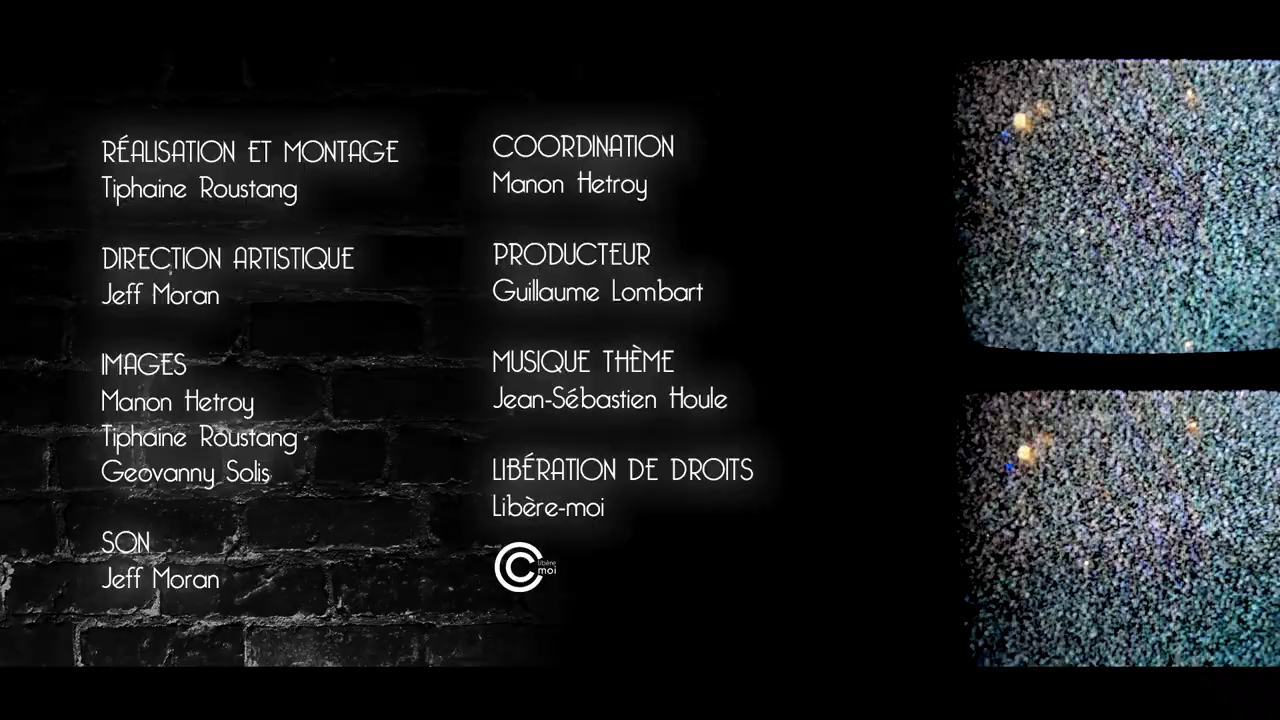 RÉALISATION ET MONTAGE
Tiphaine Roustang
DIRECTION ARTISTIQUE
Jeff Moran
IMAGES
Manon Hetroy
Tiphaine Roustang
Geovanny Solis
SON
Jeff Moran
COORDINATION
Manon Hetroy
PRODUCTEUR
Guillaume Lombart
MUSIQUE THÈME
Jean-Sébastien Houle
LIBÉRATION DE DROITS
Libère-moi
libère
moi